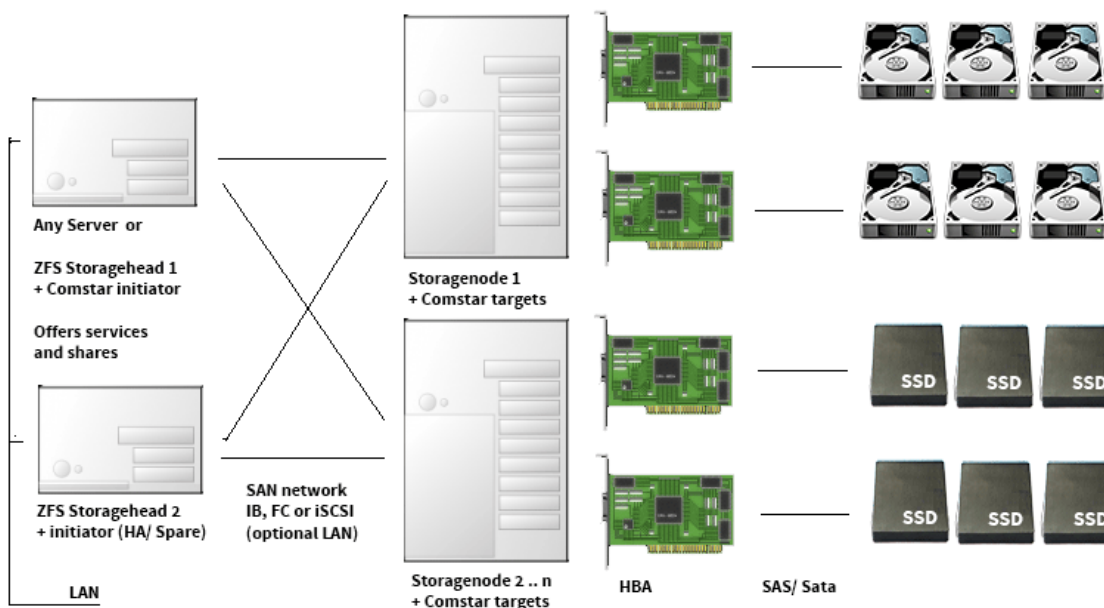 Any Server or
ZFS Storagehead 1
+ Comstar initiator
Offers services
and shares
ZFS Storagehead 2
+ initiator (HA/ Spare)
LAN
SAN network
IB, FC or iSCSI
(optional LAN)
Storagenode 1
+ Comstar targets
Storagenode 2 .. n
+ Comstar targets
HBA
SAS/ Sata
SSD
SSD
SSD
SSD
SSD
SSD